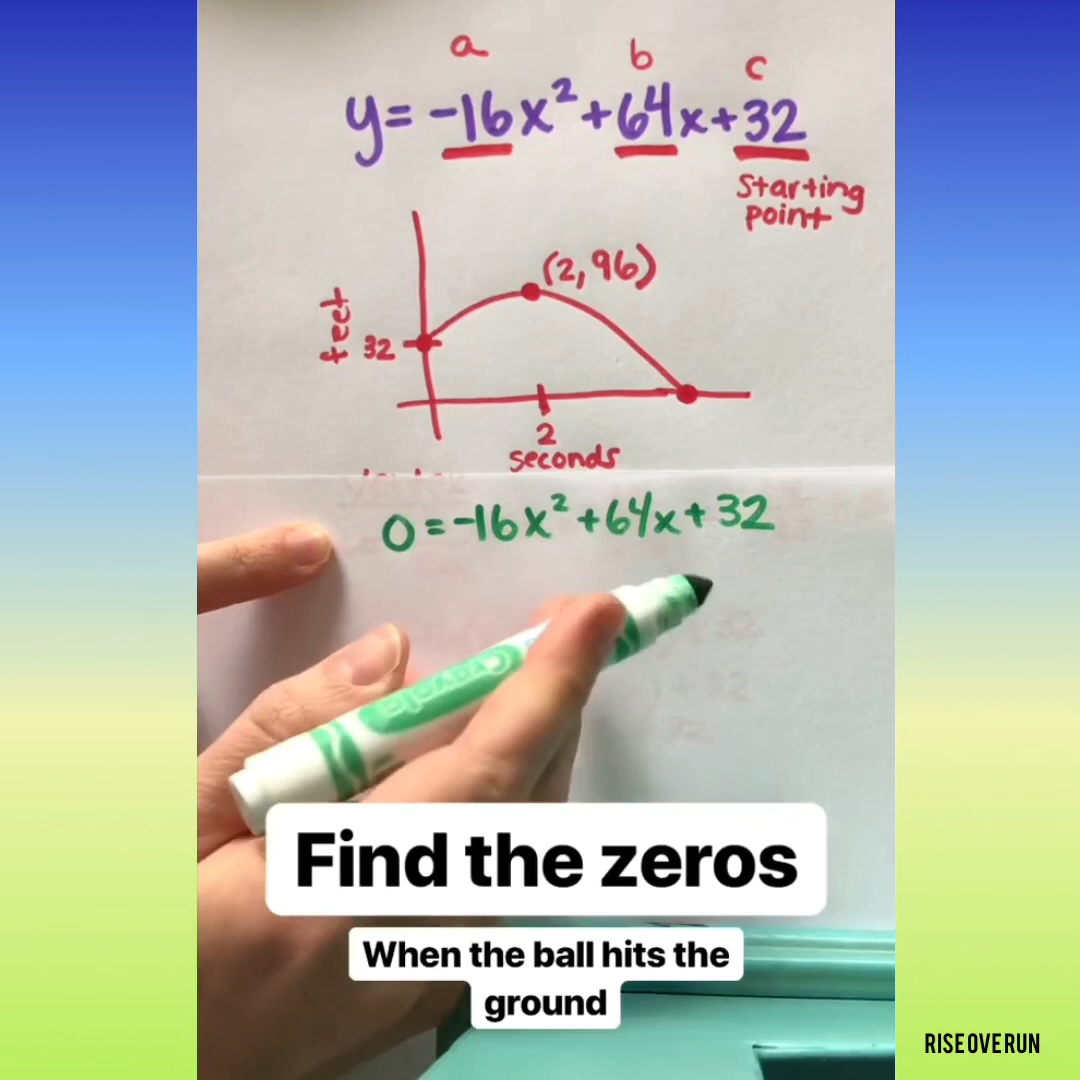 a b c
y = -16x² + 64x + 32
starting
point
(2, 96)
feet
32
2
seconds
0 = -16x² + 64x + 32
Crayola
Find the zeros
When the ball hits the
ground
RISE OVER RUN